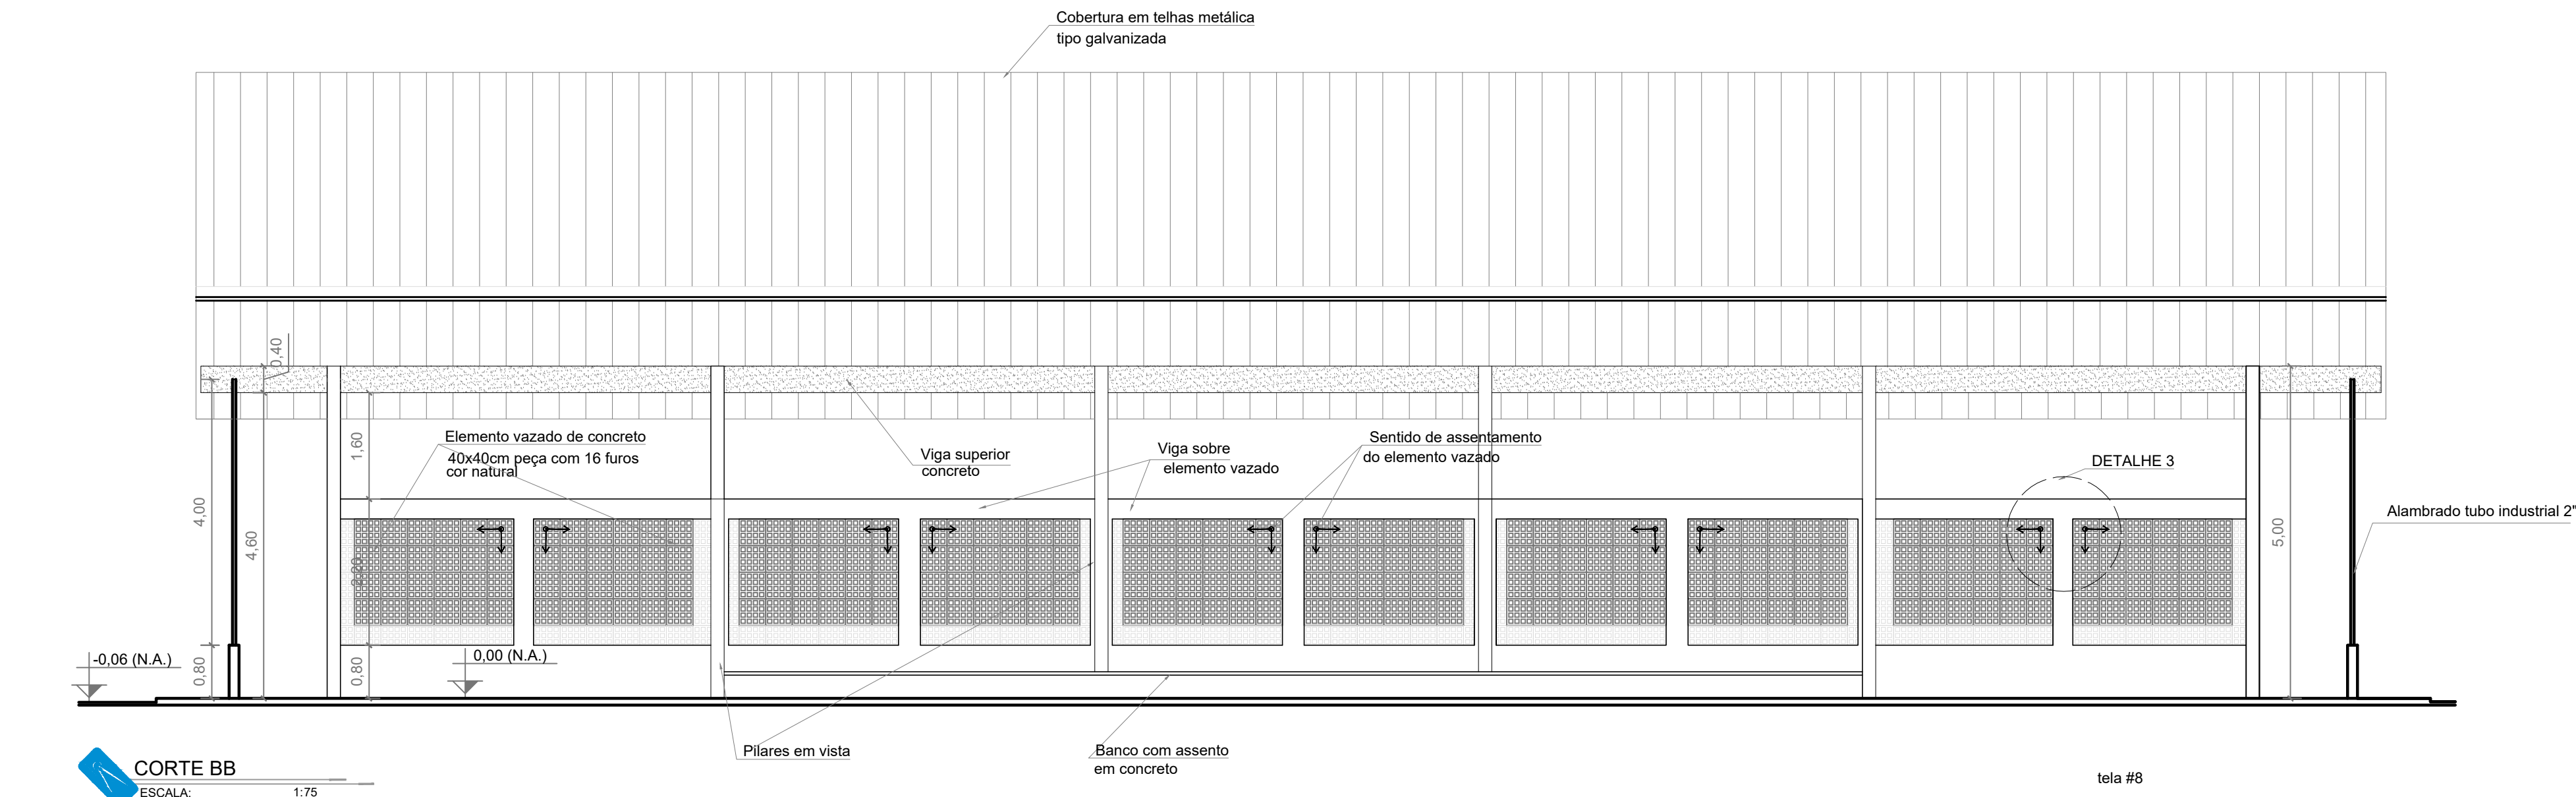 Cobertura em telhas metálica
tipo galvanizada
0,40
1,60
Elemento vazado de concreto
40x40cm peça com 16 furos
cor natural
Viga superior
concreto
Viga sobre
elemento vazado
Sentido de assentamento
do elemento vazado
DETALHE 3
Alambrado tubo industrial 2"
4,00
4,60
2,20
5,00
-0,06 (N.A.)
0,00 (N.A.)
0,80
0,80
Pilares em vista
Banco com assento
em concreto
CORTE BB
ESCALA: 1:75
tela #8